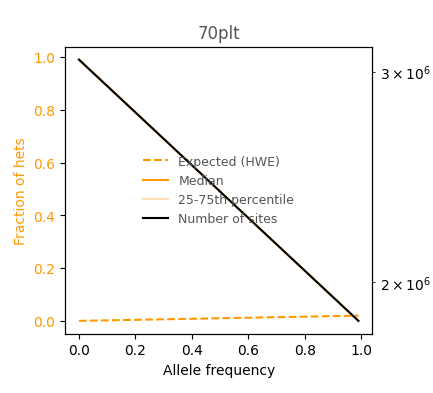 70plt
1.0
0.8
0.6
0.4
0.2
0.0
Fraction of hets
Expected (HWE)
Median
25-75th percentile
Number of sites
3 × 10⁶
2 × 10⁶
0.0 0.2 0.4 0.6 0.8 1.0
Allele frequency